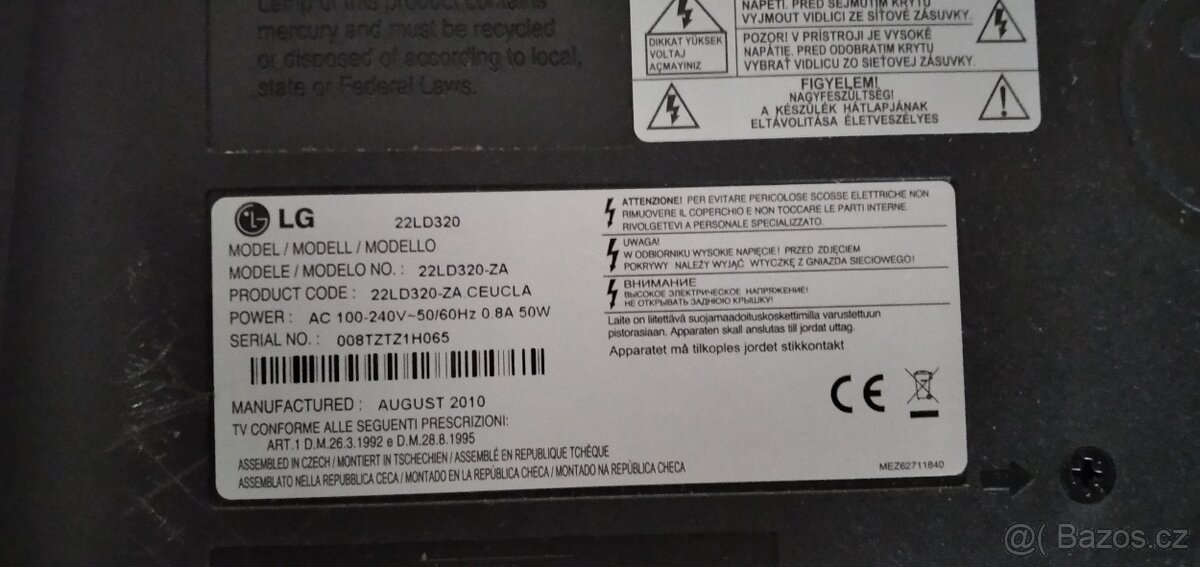 Lamp of this product contains
mercury and must be recycled
or disposed of according to local,
state or Federal Laws.
NAPĚTÍ. PŘED SEJMUTÍM KRYTU
VYJMOUT VIDLICI ZE SÍŤOVÉ ZÁSUVKY.
DIKKAT YÜKSEK
VOLTAJ
AÇMAYINIZ
POZOR! V PRÍSTROJI JE VYSOKÉ
NAPÄTIE. PRED ODOBRATIM KRYTU
VYBRAŤ VIDLICU ZO SIEŤOVEJ ZÁSUVKY.
FIGYELEM!
NAGYFESZÜLTSÉG!
A KÉSZÜLÉK HÁTLAPJÁNAK
ELTÁVOLITÁSA ÉLETVESZÉLYES
LG 22LD320
MODEL / MODELL / MODELLO
MODELE / MODELO NO. : 22LD320-ZA
PRODUCT CODE : 22LD320-ZA.CEUCLA
POWER : AC 100-240V~50/60Hz 0.8A 50W
SERIAL NO. : 008TZTZ1H065
MANUFACTURED : AUGUST 2010
TV CONFORME ALLE SEGUENTI PRESCRIZIONI:
ART.1 D.M.26.3.1992 e D.M.28.8.1995
ASSEMBLED IN CZECH / MONTIERT IN TSCHECHIEN / ASSEMBLÉ EN REPUBLIQUE TCHÈQUE
ASSEMBLATO NELLA REPUBBLICA CECA / MONTADO EN LA REPÚBLICA CHECA / MONTADO NA REPÚBLICA CHECA
ATTENZIONE! PER EVITARE PERICOLOSE SCOSSE ELETTRICHE NON
RIMUOVERE IL COPERCHIO E NON TOCCARE LE PARTI INTERNE.
RIVOLGETEVI A PERSONALE SPECIALIZZATO.
UWAGA!
W ODBIORNIKU WYSOKIE NAPIĘCIE! PRZED ZDJĘCIEM
POKRYWY NALEŻY WYJĄĆ WTYCZKĘ Z GNIAZDA SIECIOWEGO!
ВНИМАНИЕ
ВЫСОКОЕ ЭЛЕКТРИЧЕСКОЕ НАПРЯЖЕНИЕ!
НЕ ОТКРЫВАТЬ ЗАДНЮЮ КРЫШКУ!
Laite on liitettävä suojamaadoituskoskettimilla varustettuun
pistorasiaan. Apparaten skall anslutas till jordat uttag.
Apparatet må tilkoples jordet stikkontakt
CE
MEZ62711840
@( Bazoš.cz